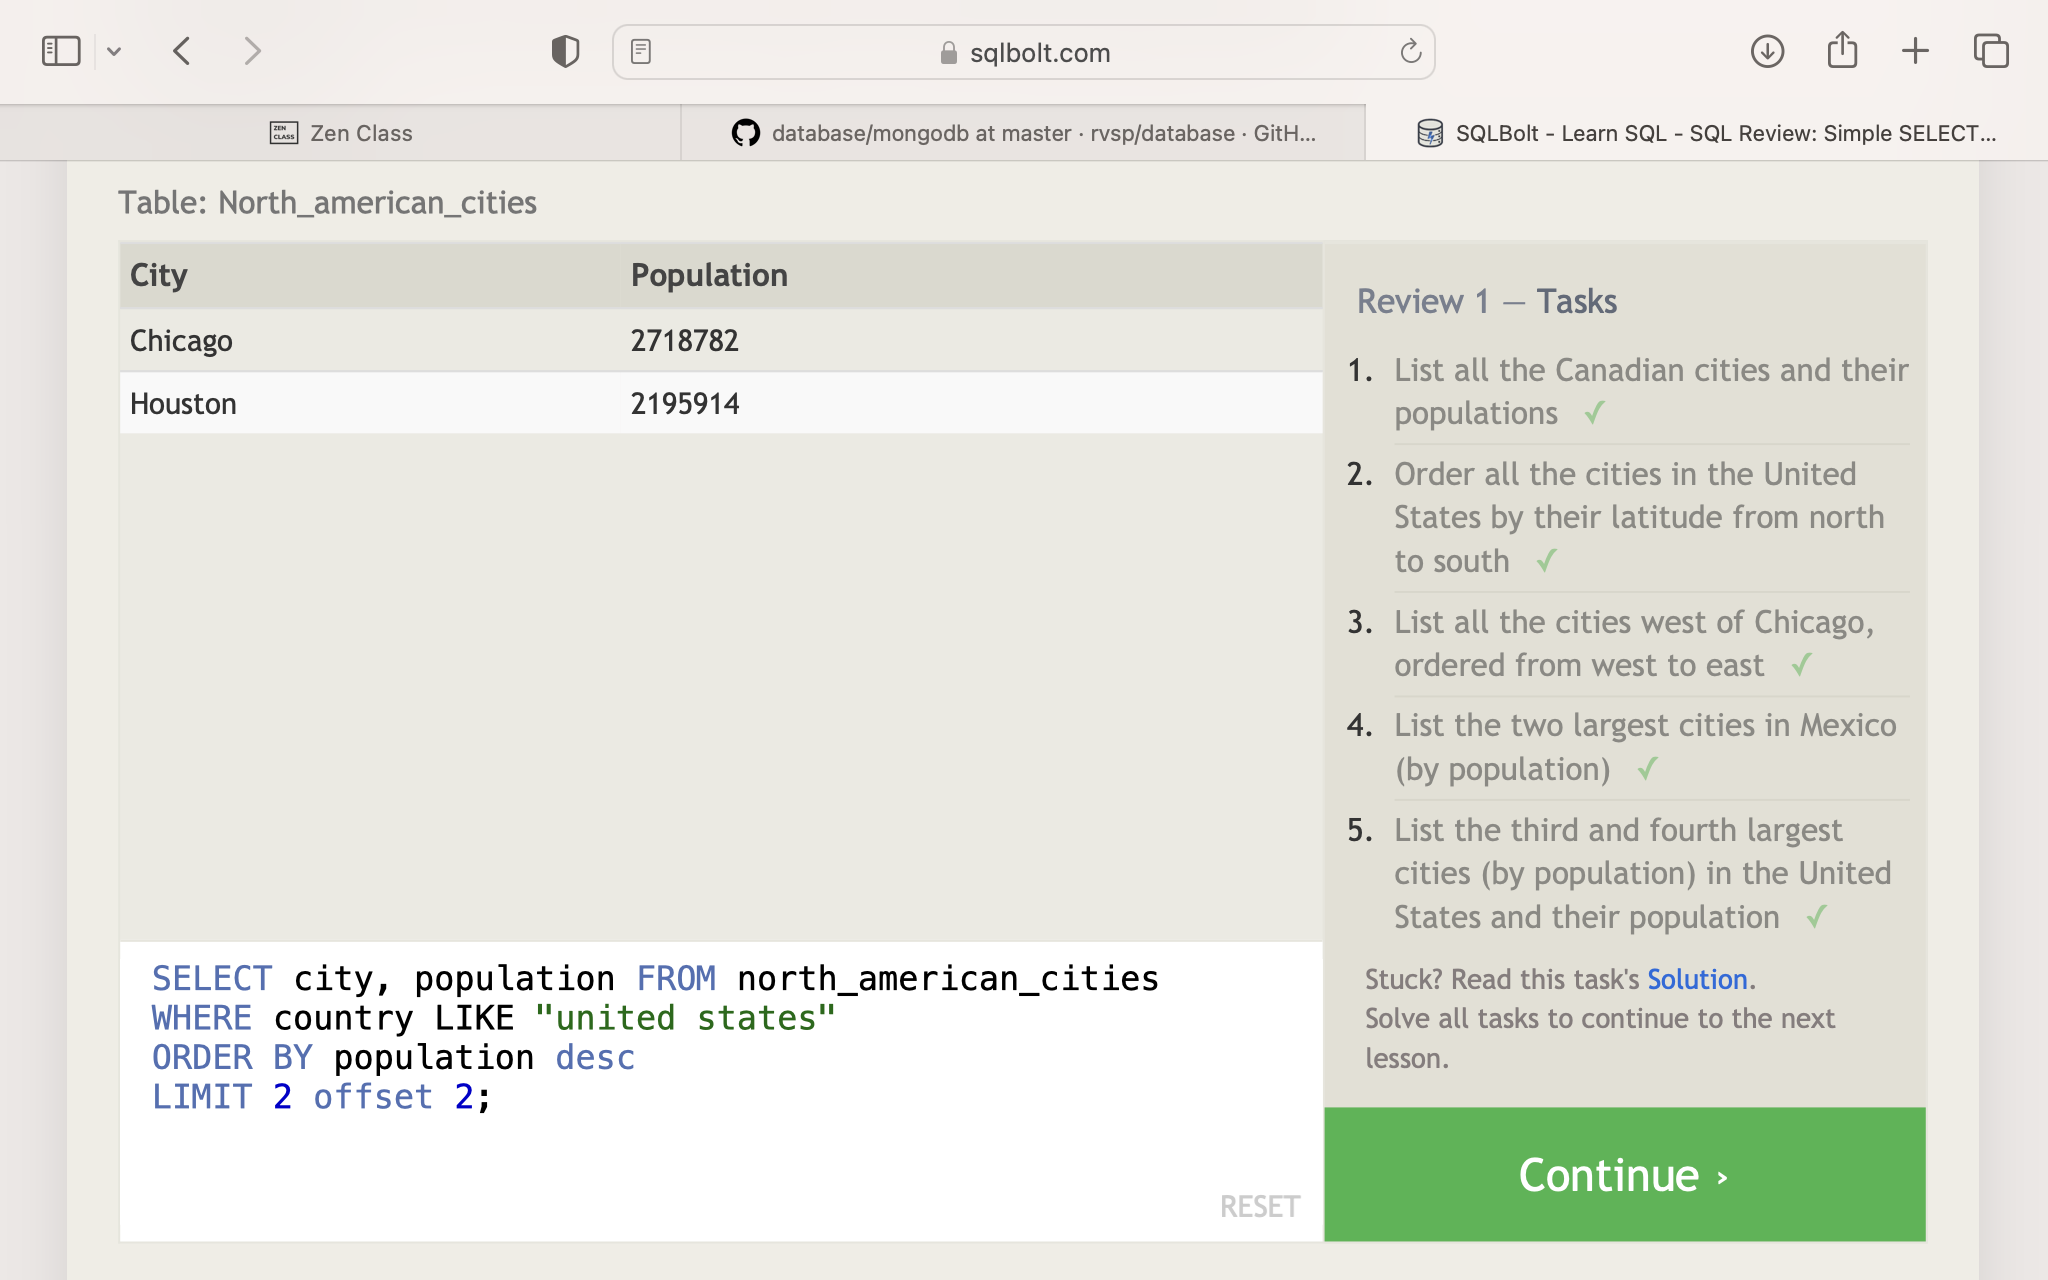 sqlbolt.com
ZEN CLASS
Zen Class
database/mongodb at master · rvsp/database · GitH...
SQLBolt - Learn SQL - SQL Review: Simple SELECT...
Table: North_american_cities
City Population
Chicago 2718782
Houston 2195914
Review 1 — Tasks
1. List all the Canadian cities and their
populations ✓
2. Order all the cities in the United
States by their latitude from north
to south ✓
3. List all the cities west of Chicago,
ordered from west to east ✓
4. List the two largest cities in Mexico
(by population) ✓
5. List the third and fourth largest
cities (by population) in the United
States and their population ✓
Stuck? Read this task's Solution.
Solve all tasks to continue to the next
lesson.
Continue ›
SELECT city, population FROM north_american_cities
WHERE country LIKE "united states"
ORDER BY population desc
LIMIT 2 offset 2;
RESET